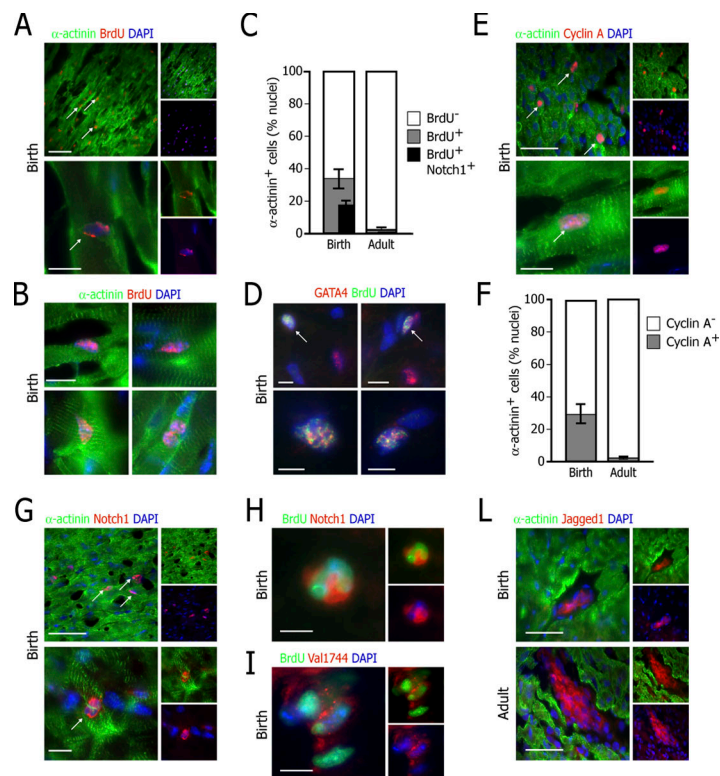 A
α-actinin BrdU DAPI
Birth
B
α-actinin BrdU DAPI
Birth
C
α-actinin+ cells (% nuclei)
100
80
60
40
20
0
Birth Adult
BrdU-
BrdU+
BrdU+
Notch1+
D
GATA4 BrdU DAPI
Birth
E
α-actinin Cyclin A DAPI
Birth
F
α-actinin+ cells (% nuclei)
100
80
60
40
20
0
Birth Adult
Cyclin A-
Cyclin A+
G
α-actinin Notch1 DAPI
Birth
H
BrdU Notch1 DAPI
Birth
I
BrdU Val1744 DAPI
Birth
L
α-actinin Jagged1 DAPI
Birth
Adult